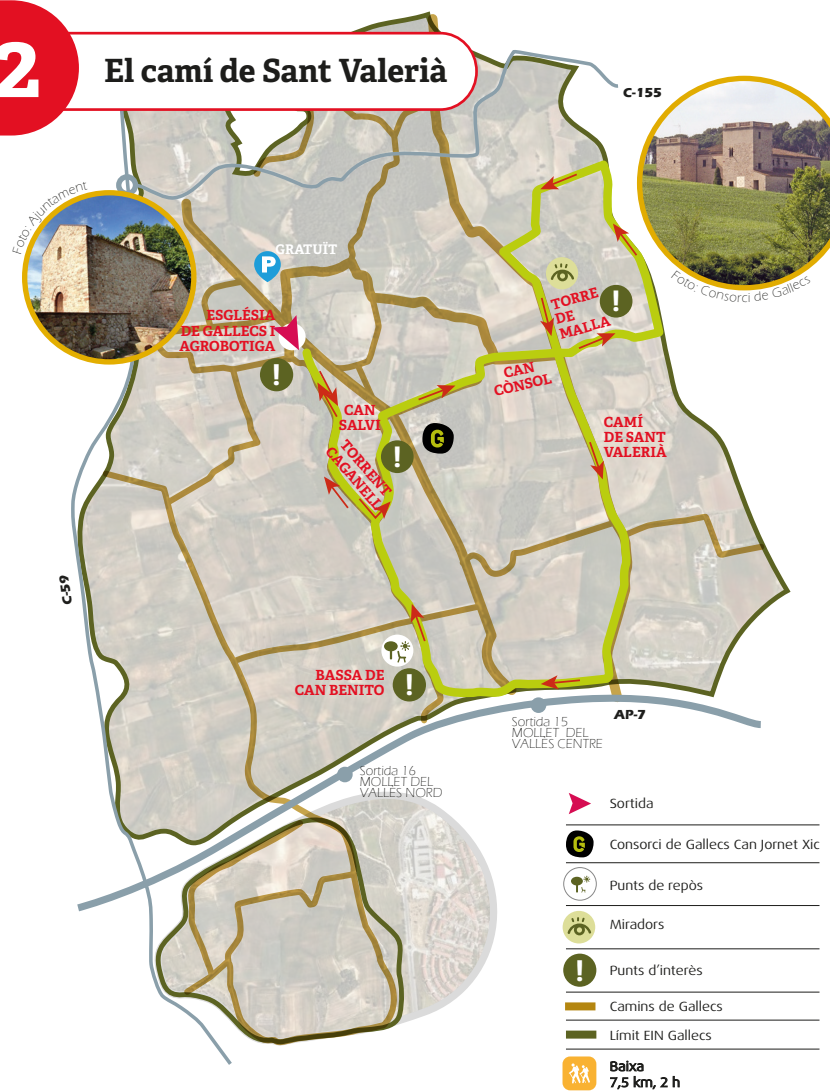 2
El camí de Sant Valerià
C-155
Foto: Ajuntament
Foto: Consorci de Gallecs
P
GRATUÏT
ESGLÉSIA
DE GALLECS I
AGROBOTIGA
!
TORRE
DE
MALLA
!
CAN
CÒNSOL
CAN
SALVI
G
!
TORRENT
CAGANELL
CAMÍ
DE SANT
VALERIÀ
C-59
BASSA DE
CAN BENITO
!
AP-7
Sortida 15
MOLLET DEL
VALLÈS CENTRE
Sortida 16
MOLLET DEL
VALLÈS NORD
Sortida
G
Consorci de Gallecs Can Jornet Xic
Punts de repòs
Miradors
!
Punts d'interès
Camins de Gallecs
Límit EIN Gallecs
Baixa
7,5 km, 2 h